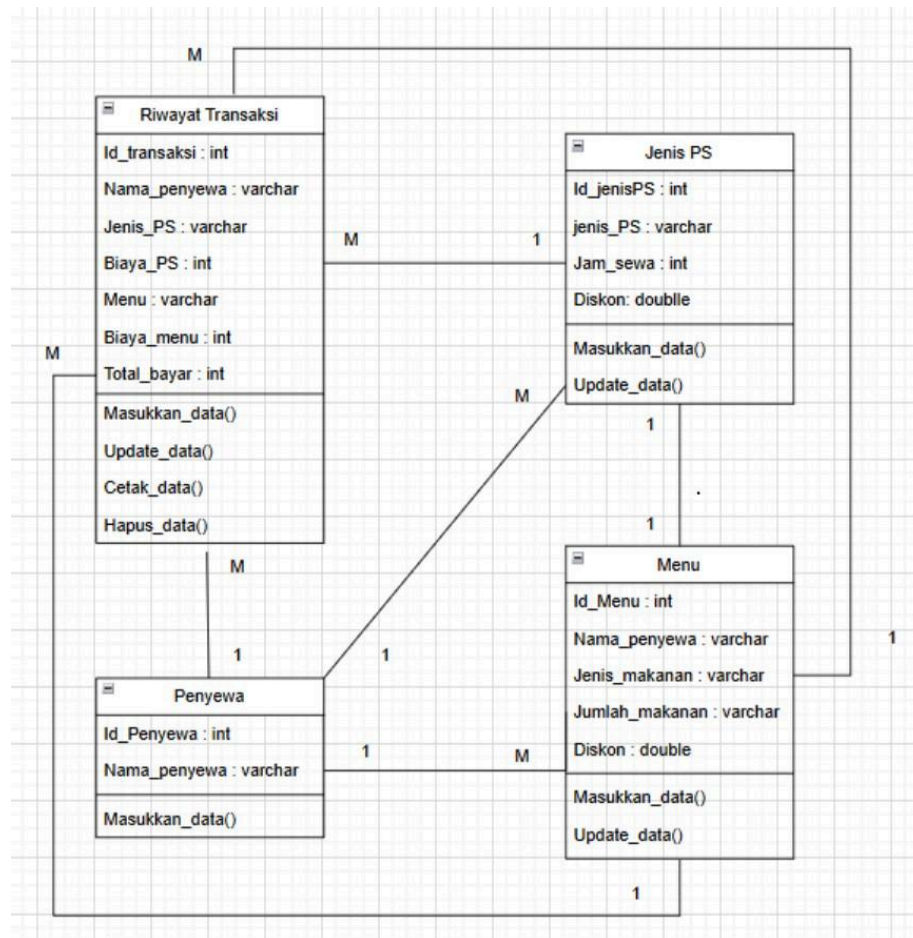 M
Riwayat Transaksi
Id_transaksi : int
Nama_penyewa : varchar
Jenis_PS : varchar
Biaya_PS : int
Menu : varchar
Biaya_menu : int
Total_bayar : int
Masukkan_data()
Update_data()
Cetak_data()
Hapus_data()
M
1
M
Jenis PS
Id_jenisPS : int
jenis_PS : varchar
Jam_sewa : int
Diskon: doublle
Masukkan_data()
Update_data()
M
1
1
M
1
1
Penyewa
Id_Penyewa : int
Nama_penyewa : varchar
Masukkan_data()
1
M
Menu
Id_Menu : int
Nama_penyewa : varchar
Jenis_makanan : varchar
Jumlah_makanan : varchar
Diskon : double
Masukkan_data()
Update_data()
1
1